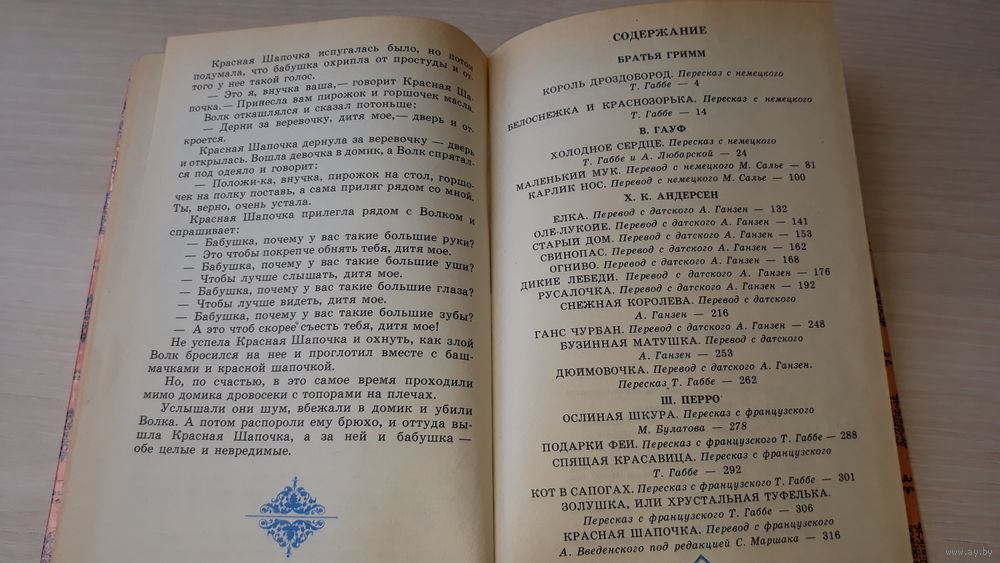 Красная Шапочка испугалась было, но потом
подумала, что бабушка охрипла от простуды и от-
того у нее такой голос.
— Это я, внучка ваша,— говорит Красная Ша-
почка.— Принесла вам пирожок и горшочек масла.
Волк откашлялся и сказал потоньше:
— Дерни за веревочку, дитя мое,— дверь и от-
кроется.
Красная Шапочка дернула за веревочку — дверь
и открылась. Вошла девочка в домик, а Волк спрятал-
ся под одеяло и говорит:
— Положи-ка, внучка, пирожок на стол, горшо-
чек на полку поставь, а сама приляг рядом со мной.
Ты, верно, очень устала.
Красная Шапочка прилегла рядом с Волком и
спрашивает:
— Бабушка, почему у вас такие большие руки?
— Это чтобы покрепче обнять тебя, дитя мое.
— Бабушка, почему у вас такие большие уши?
— Чтобы лучше слышать, дитя мое.
— Бабушка, почему у вас такие большие глаза?
— Чтобы лучше видеть, дитя мое.
— Бабушка, почему у вас такие большие зубы?
— А это чтоб скорее съесть тебя, дитя мое!
Не успела Красная Шапочка и охнуть, как злой
Волк бросился на нее и проглотил вместе с баш-
мачками и красной шапочкой.
Но, по счастью, в это самое время проходили
мимо домика дровосеки с топорами на плечах.
Услышали они шум, вбежали в домик и убили
Волка. А потом распороли ему брюхо, и оттуда вы-
шла Красная Шапочка, а за ней и бабушка —
обе целые и невредимые.
СОДЕРЖАНИЕ
БРАТЬЯ ГРИММ
КОРОЛЬ ДРОЗДОБОРОД. Пересказ с немецкого
Т. Габбе — 4
БЕЛОСНЕЖКА И КРАСНОЗОРЬКА. Пересказ с немецкого
Т. Габбе — 14
В. ГАУФ
ХОЛОДНОЕ СЕРДЦЕ. Пересказ с немецкого
Т. Габбе и А. Любарской — 24
МАЛЕНЬКИЙ МУК. Перевод с немецкого М. Салье — 81
КАРЛИК НОС. Перевод с немецкого М. Салье — 100
Х. К. АНДЕРСЕН
ЕЛКА. Перевод с датского А. Ганзен — 132
ОЛЕ-ЛУКОЙЕ. Перевод с датского А. Ганзен — 141
СТАРЫЙ ДОМ. Перевод с датского А. Ганзен — 153
СВИНОПАС. Перевод с датского А. Ганзен — 162
ОГНИВО. Перевод с датского А. Ганзен — 168
ДИКИЕ ЛЕБЕДИ. Перевод с датского А. Ганзен — 176
РУСАЛОЧКА. Перевод с датского А. Ганзен — 192
СНЕЖНАЯ КОРОЛЕВА. Перевод с датского
А. Ганзен — 216
ГАНС ЧУРБАН. Перевод с датского А. Ганзен — 248
БУЗИННАЯ МАТУШКА. Перевод с датского
А. Ганзен — 253
ДЮЙМОВОЧКА. Перевод с датского А. Ганзен.
Пересказ Т. Габбе — 262
Ш. ПЕРРО
ОСЛИНАЯ ШКУРА. Пересказ с французского
М. Булатова — 278
ПОДАРКИ ФЕИ. Пересказ с французского Т. Габбе — 288
СПЯЩАЯ КРАСАВИЦА. Пересказ с французского
Т. Габбе — 292
КОТ В САПОГАХ. Пересказ с французского Т. Габбе — 301
ЗОЛУШКА, ИЛИ ХРУСТАЛЬНАЯ ТУФЕЛЬКА.
Пересказ с французского Т. Габбе — 306
КРАСНАЯ ШАПОЧКА. Перевод с французского
А. Введенского под редакцией С. Маршака — 316
www.ay.by